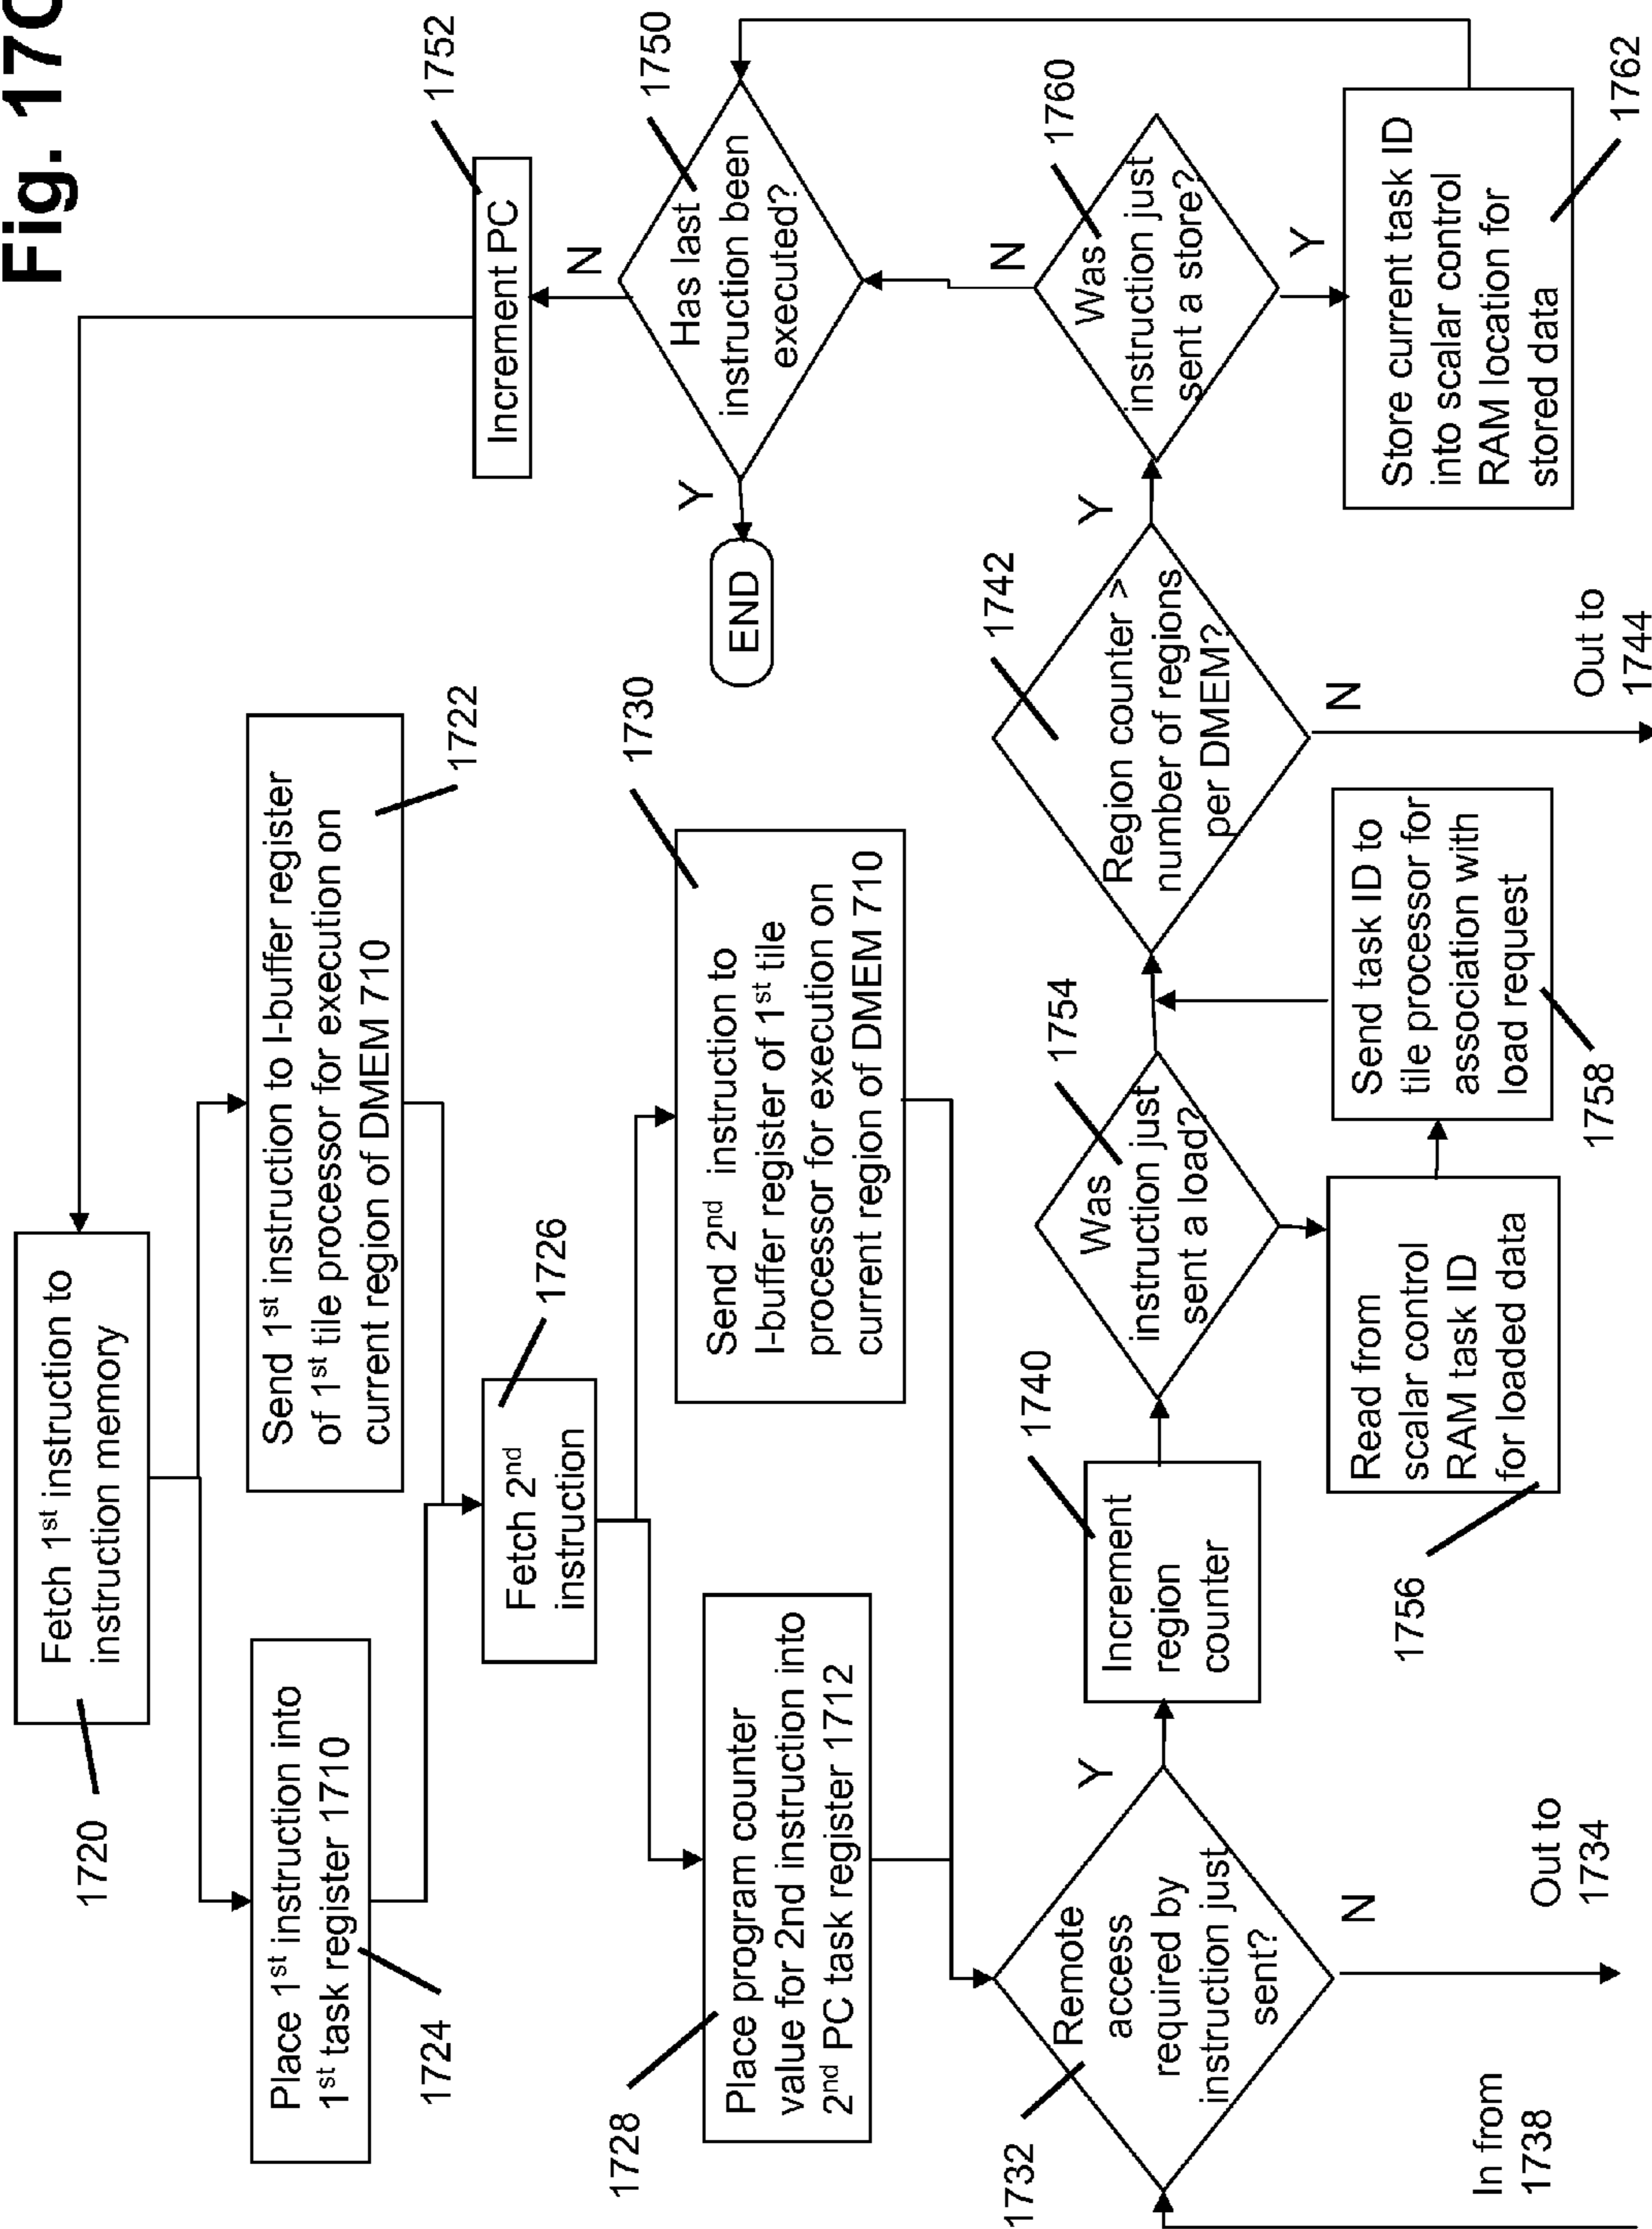 Fig. 17C
Fetch 1st instruction to
instruction memory
1720
Place 1st instruction into
1st task register 1710
1724
Send 1st instruction to I-buffer register
of 1st tile processor for execution on
current region of DMEM 710
1722
Fetch 2nd
instruction
1726
Place program counter
value for 2nd instruction into
2nd PC task register 1712
1728
Send 2nd instruction to
I-buffer register of 1st tile
processor for execution on
current region of DMEM 710
1730
Remote
access
required by
instruction just
sent?
1732
Y
N
In from
1738
Out to
1734
Increment
region
counter
1740
Was
instruction just
sent a load?
1754
Read from
scalar control
RAM task ID
for loaded data
1756
Send task ID to
tile processor for
association with
load request
1758
Region counter >
number of regions
per DMEM?
1742
Y
N
Out to
1744
Was
instruction just
sent a store?
1760
N
Y
Store current task ID
into scalar control
RAM location for
stored data
1762
Has last
instruction been
executed?
1750
Y
END
N
Increment PC
1752